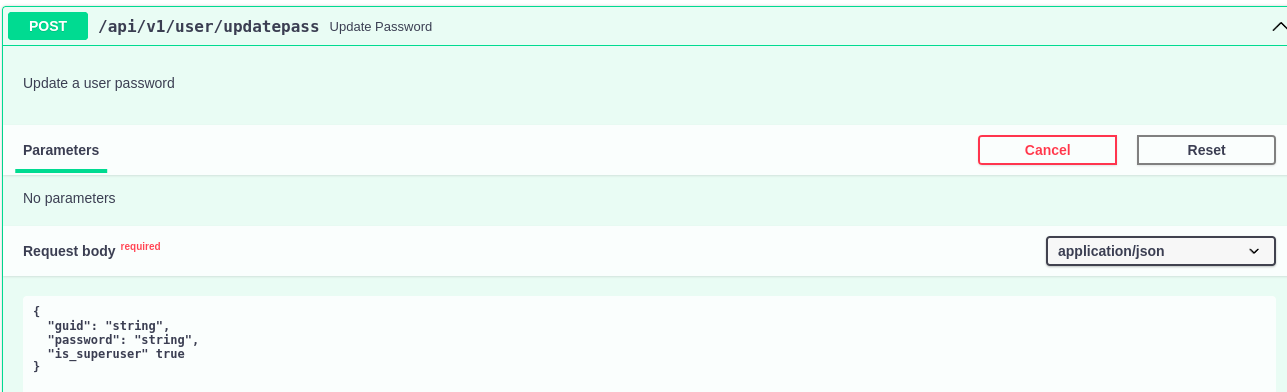 POST /api/v1/user/updatepass Update Password
Update a user password
Parameters Cancel Reset
No parameters
Request body required application/json
{
"guid": "string",
"password": "string",
"is_superuser" true
}